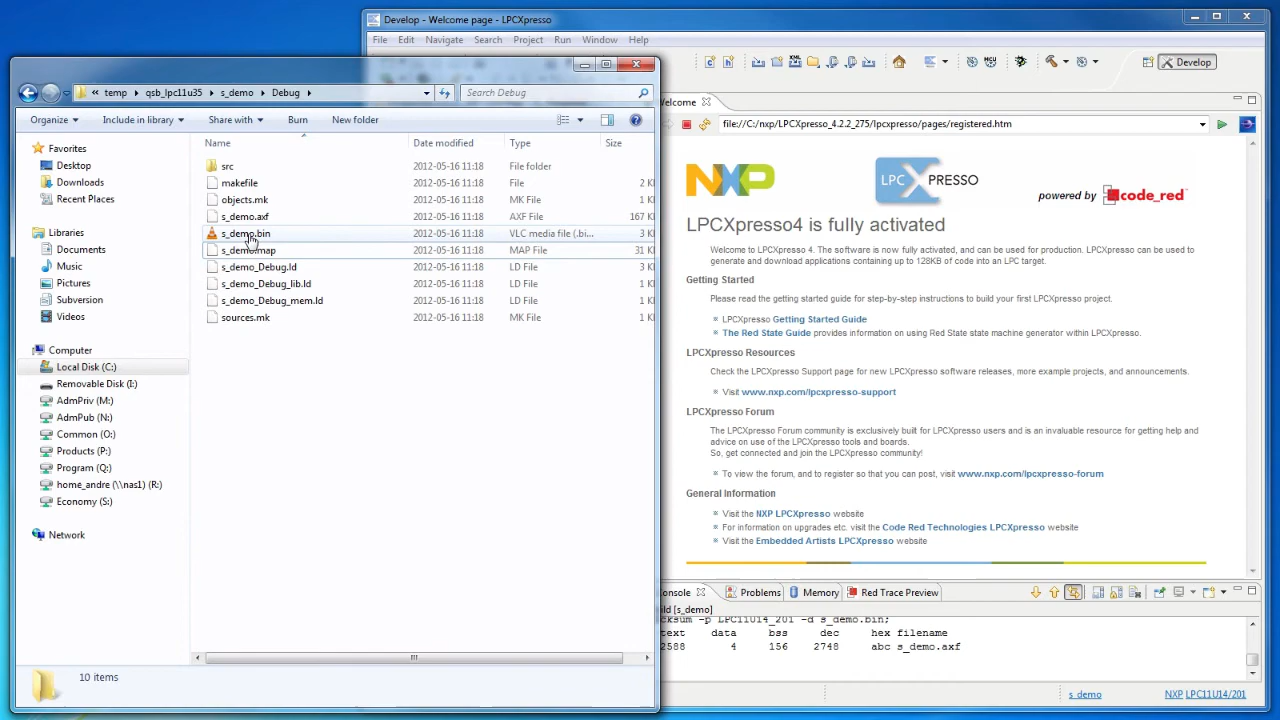 Develop - Welcome page - LPCXpresso
File Edit Navigate Search Project Run Window Help
Develop
temp qsb_lpc11u35 s_demo Debug
Search Debug
Organize Include in library Share with Burn New folder
Name Date modified Type Size
Favorites
Desktop
Downloads
Recent Places
Libraries
Documents
Music
Pictures
Subversion
Videos
Computer
Local Disk (C:)
Removable Disk (E:)
AdmPriv (M:)
AdmPub (N:)
Common (O:)
Products (P:)
Program (Q:)
home_andre (\\nas1) (R:)
Economy (S:)
Network
src 2012-05-16 11:18 File folder
makefile 2012-05-16 11:18 File 2 K
objects.mk 2012-05-16 11:18 MK File 1 K
s_demo.axf 2012-05-16 11:18 AXF File 167 K
s_demo.bin 2012-05-16 11:18 VLC media file (.bi... 3 K
s_demo.map 2012-05-16 11:18 MAP File 31 K
s_demo_Debug.ld 2012-05-16 11:18 LD File 3 K
s_demo_Debug_lib.ld 2012-05-16 11:18 LD File 1 K
s_demo_Debug_mem.ld 2012-05-16 11:18 LD File 1 K
sources.mk 2012-05-16 11:18 MK File 1 K
10 items
elcome
file://C:/nxp/LPCXpresso_4.2.2_275/lpcxpresso/pages/registered.htm
NXP LPC XPRESSO powered by code_red
LPCXpresso4 is fully activated
Welcome to LPCXpresso 4. The software is now fully activated, and can be used for production. LPCXpresso can be used to
generate and download applications containing up to 128KB of code into an LPC target.
Getting Started
Please read the getting started guide for step-by-step instructions to build your first LPCXpresso project.
LPCXpresso Getting Started Guide
The Red State Guide provides information on using Red State state machine generator within LPCXpresso.
LPCXpresso Resources
Check the LPCXpresso Support page for new LPCXpresso software releases, more example projects, and announcements.
Visit www.nxp.com/lpcxpresso-support
LPCXpresso Forum
The LPCXpresso Forum community is exclusively built for LPCXpresso users and is an invaluable resource for getting help and
advice on use of the LPCXpresso tools and boards.
So, get connected and join the LPCXpresso community!
To view the forum, and to register so that you can post, visit www.nxp.com/lpcxpresso-forum
General Information
Visit the NXP LPCXpresso website
For information on upgrades etc. visit the Code Red Technologies LPCXpresso website
Visit the Embedded Artists LPCXpresso website
onsole Problems Memory Red Trace Preview
ild [s_demo]
cksum -p LPC11U14_201 -d s_demo.bin;
text data bss dec hex filename
2588 4 156 2748 abc s_demo.axf
s_demo NXP LPC11U14/201